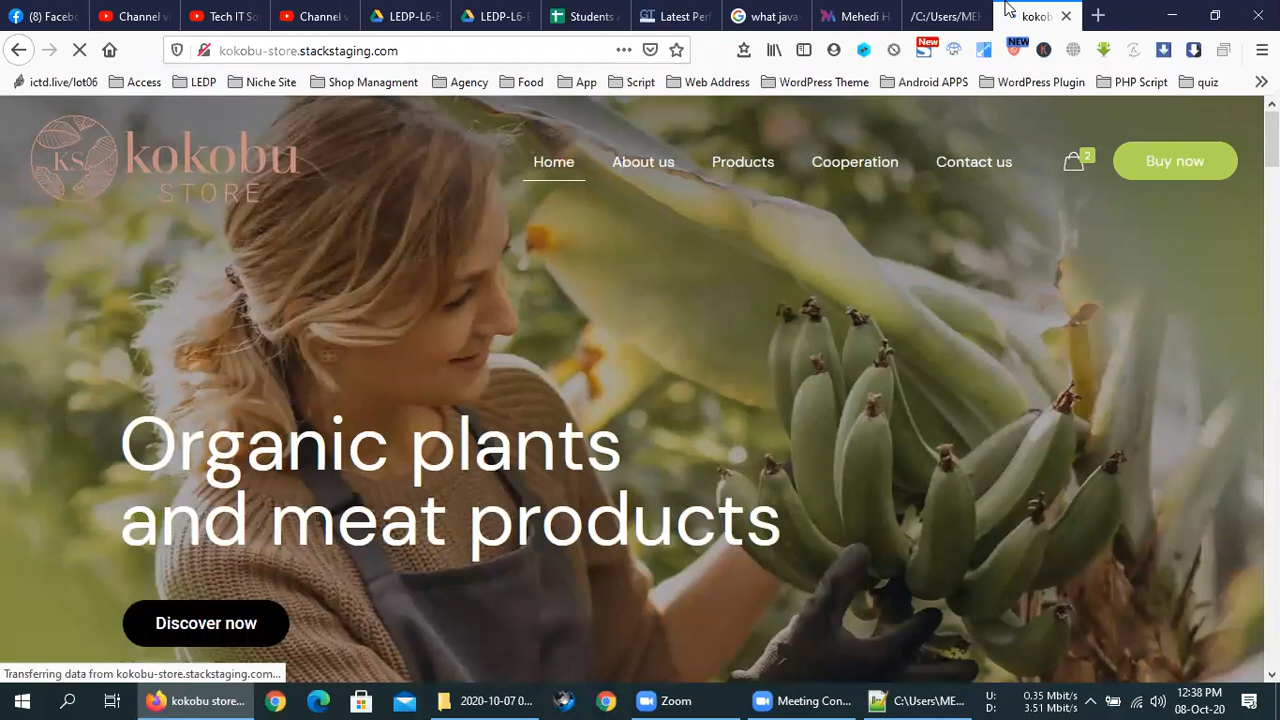 (8) Faceb
Channel v
Tech IT So
Channel v
LEDP-L6-E
LEDP-L6-E
Students A
Latest Perf
what java
Mehedi H
/C:/Users/ME
kokob
kokobu-store.stackstaging.com
New
NEW
ictd.live/lot06
Access
LEDP
Niche Site
Shop Managment
Agency
Food
App
Script
Web Address
WordPress Theme
Android APPS
WordPress Plugin
PHP Script
quiz
KS kokobu
STORE
Home
About us
Products
Cooperation
Contact us
2
Buy now
Organic plants
and meat products
Discover now
Transferring data from kokobu-store.stackstaging.com...
kokobu store...
2020-10-07 0...
Zoom
Meeting Con...
C:\Users\ME...
U: 0.35 Mbit/s
D: 3.51 Mbit/s
12:38 PM
08-Oct-20